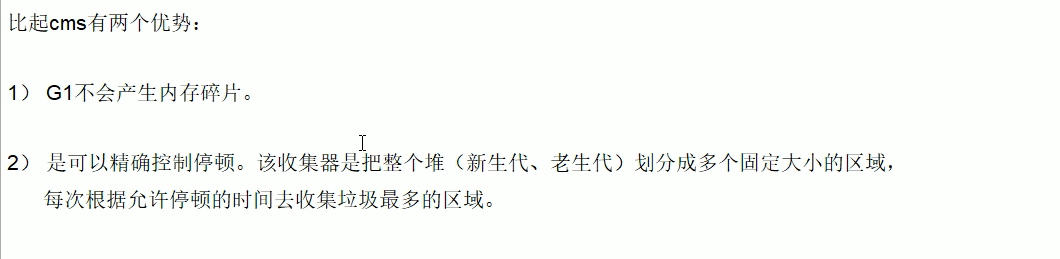 比起cms有两个优势：
1） G1不会产生内存碎片。
2） 是可以精确控制停顿。该收集器是把整个堆（新生代、老生代）划分成多个固定大小的区域，
每次根据允许停顿的时间去收集垃圾最多的区域。